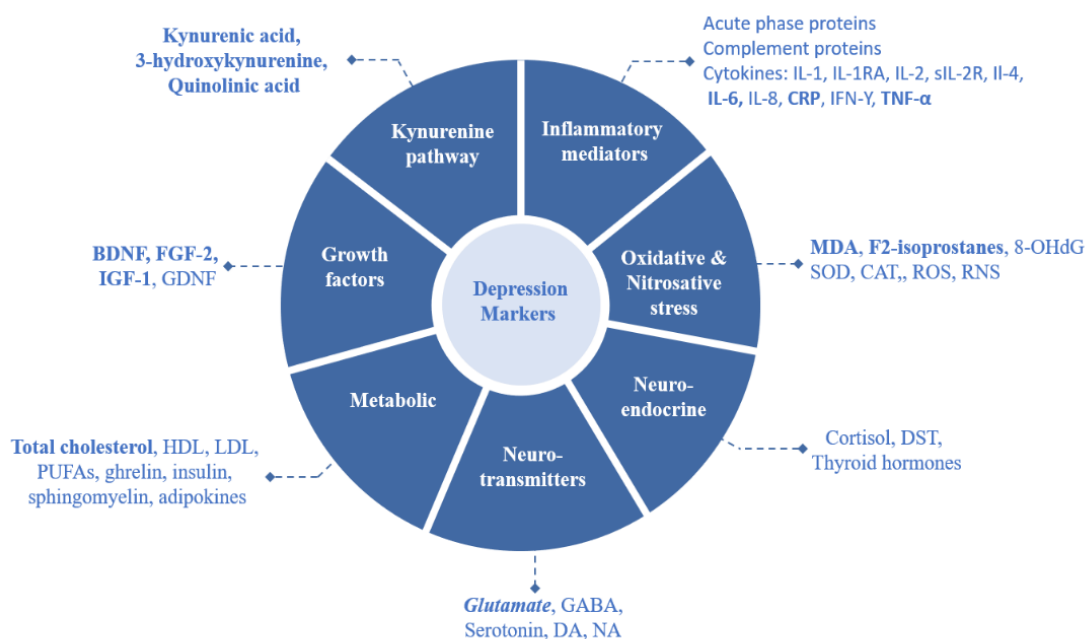 Kynurenic acid,
3-hydroxykynurenine,
Quinolinic acid
Acute phase proteins
Complement proteins
Cytokines: IL-1, IL-1RA, IL-2, sIL-2R, Il-4,
IL-6, IL-8, CRP, IFN-Y, TNF-α
Kynurenine
pathway
Inflammatory
mediators
BDNF, FGF-2,
IGF-1, GDNF
Growth
factors
Depression
Markers
Oxidative &
Nitrosative
stress
MDA, F2-isoprostanes, 8-OHdG
SOD, CAT,, ROS, RNS
Metabolic
Neuro-
endocrine
Total cholesterol, HDL, LDL,
PUFAs, ghrelin, insulin,
sphingomyelin, adipokines
Neuro-
transmitters
Cortisol, DST,
Thyroid hormones
Glutamate, GABA,
Serotonin, DA, NA